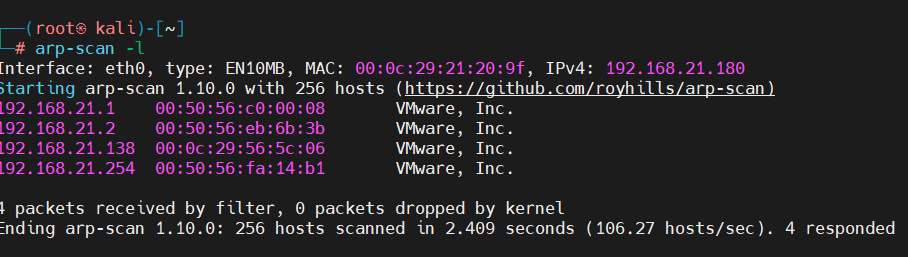 ──(root㉿ kali)-[~]
└─# arp-scan -l
Interface: eth0, type: EN10MB, MAC: 00:0c:29:21:20:9f, IPv4: 192.168.21.180
Starting arp-scan 1.10.0 with 256 hosts (https://github.com/royhills/arp-scan)
192.168.21.1    00:50:56:c0:00:08       VMware, Inc.
192.168.21.2    00:50:56:eb:6b:3b       VMware, Inc.
192.168.21.138  00:0c:29:56:5c:06       VMware, Inc.
192.168.21.254  00:50:56:fa:14:b1       VMware, Inc.
4 packets received by filter, 0 packets dropped by kernel
Ending arp-scan 1.10.0: 256 hosts scanned in 2.409 seconds (106.27 hosts/sec). 4 responded